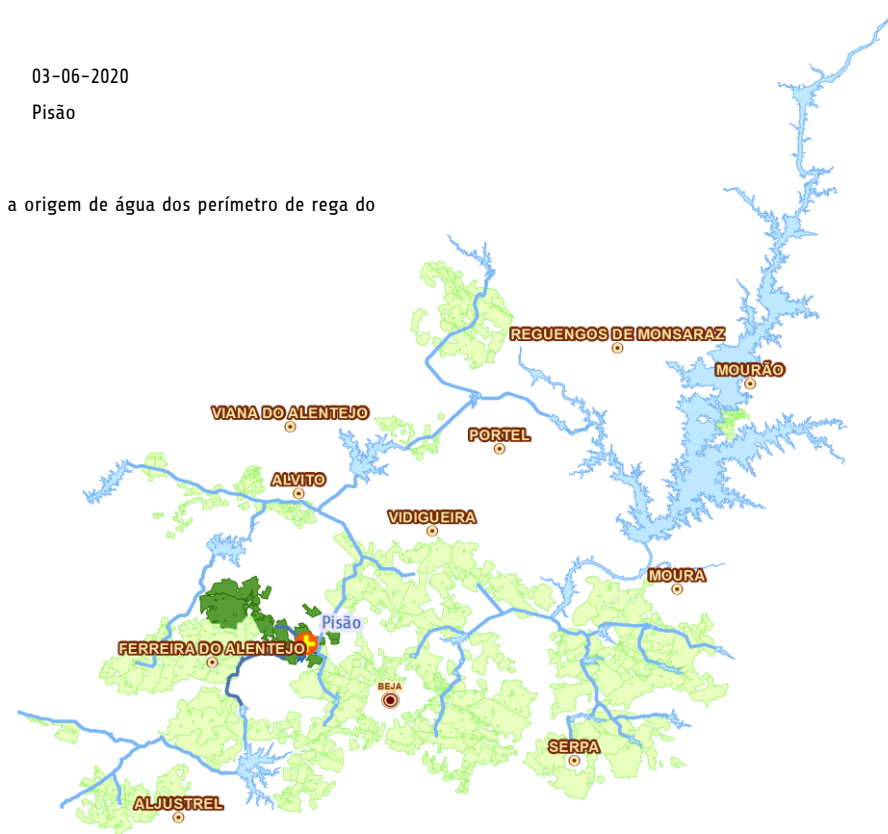 03-06-2020
Pisão
a origem de água dos perímetro de rega do
REGUENGOS DE MONSARAZ
MOURÃO
VIANA DO ALENTEJO
PORTEL
ALVITO
VIDIGUEIRA
MOURA
Pisão
FERREIRA DO ALENTEJO
BEJA
SERPA
ALJUSTREL